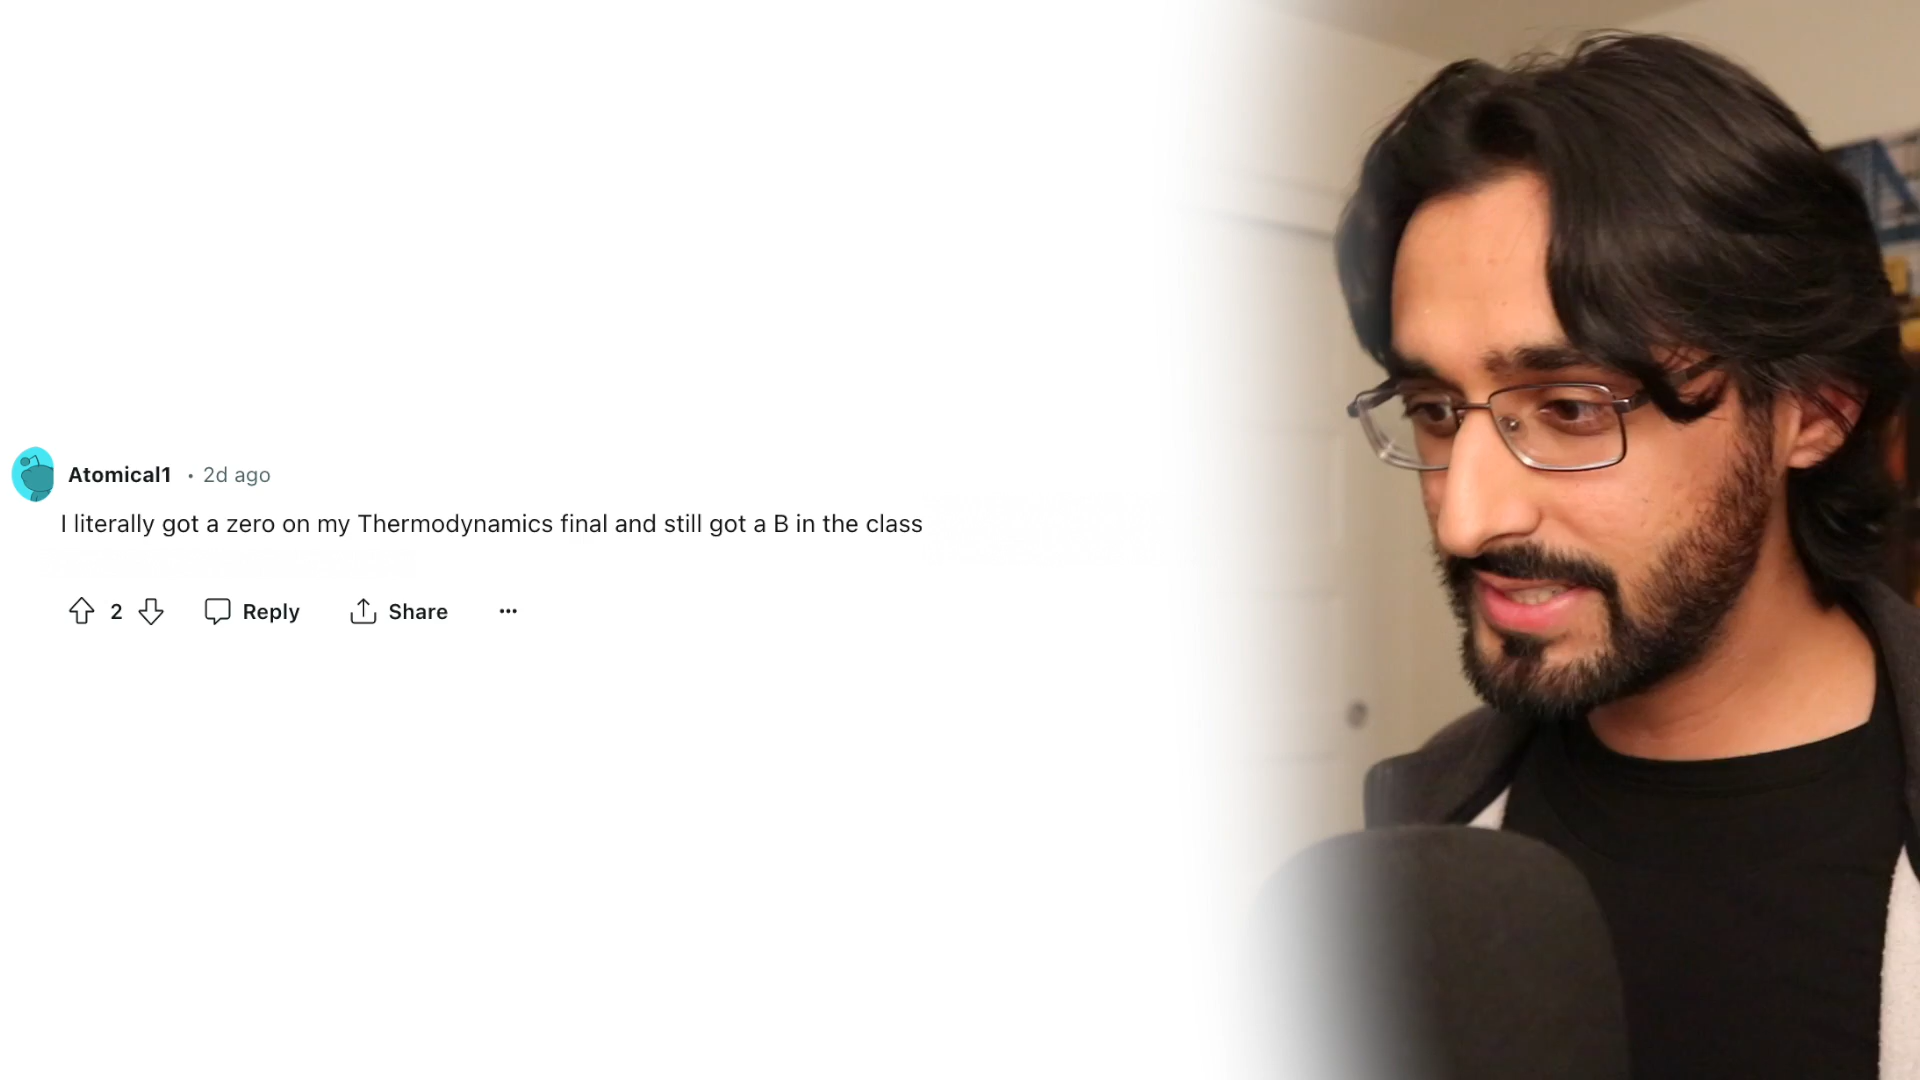 Atomical1 • 2d ago
I literally got a zero on my Thermodynamics final and still got a B in the class
2 Reply Share ...